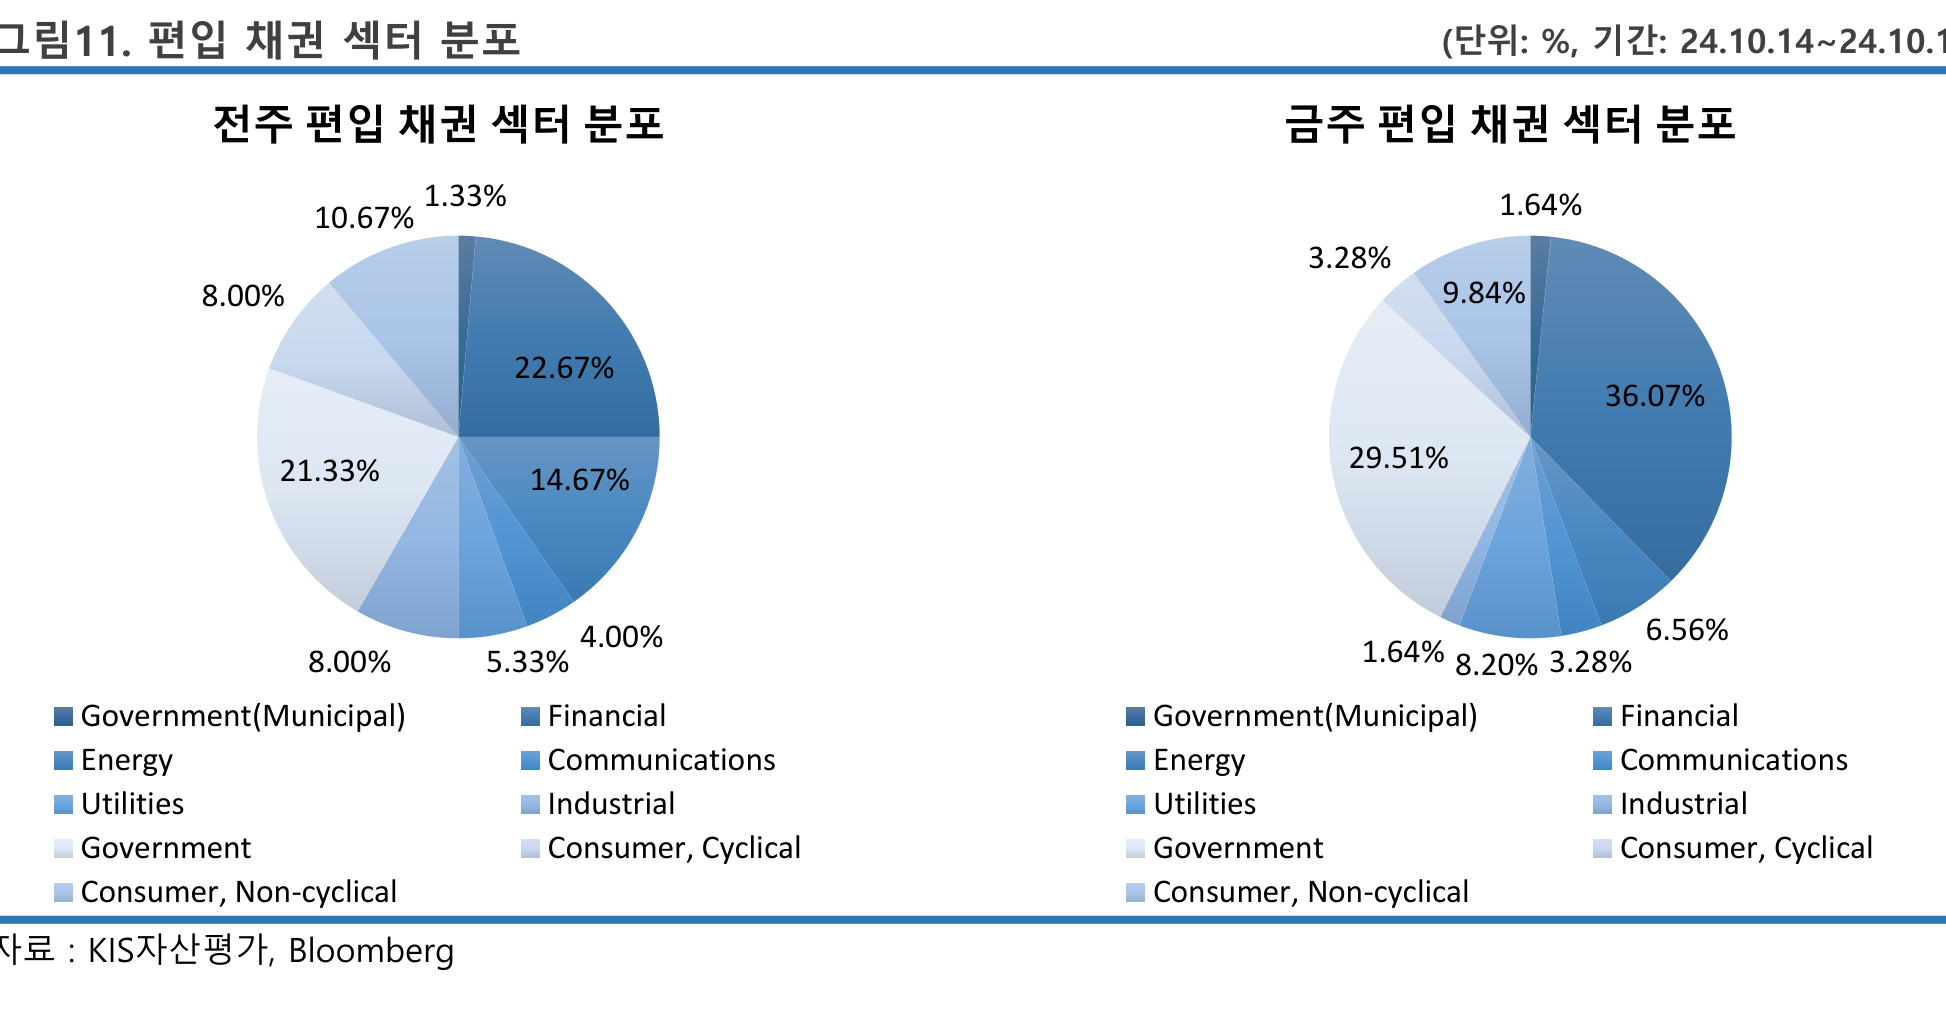 그림11. 편입 채권 섹터 분포
(단위: %, 기간: 24.10.14~24.10.1
전주 편입 채권 섹터 분포
1.33%
10.67%
8.00%
22.67%
21.33%
14.67%
4.00%
8.00%
5.33%
Government(Municipal)
Financial
Energy
Communications
Utilities
Industrial
Government
Consumer, Cyclical
Consumer, Non-cyclical
금주 편입 채권 섹터 분포
1.64%
3.28%
9.84%
36.07%
29.51%
6.56%
1.64%
8.20%
3.28%
Government(Municipal)
Financial
Energy
Communications
Utilities
Industrial
Government
Consumer, Cyclical
Consumer, Non-cyclical
자료 : KIS자산평가, Bloomberg